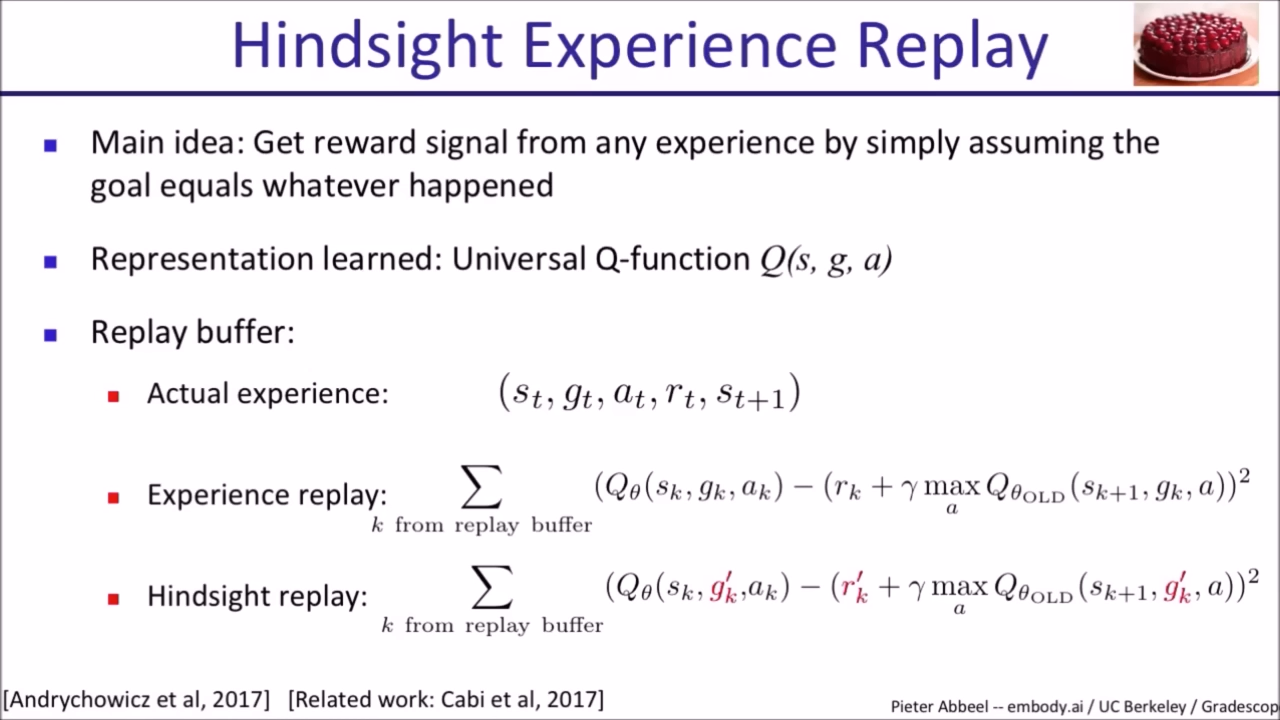 Hindsight Experience Replay
Main idea: Get reward signal from any experience by simply assuming the
goal equals whatever happened
Representation learned: Universal Q-function Q(s, g, a)
Replay buffer:
Actual experience: (s_t, g_t, a_t, r_t, s_{t+1})
Experience replay: ∑_{k from replay buffer} (Q_θ(s_k, g_k, a_k) − (r_k + γ max_a Q_{θ_OLD}(s_{k+1}, g_k, a))²
Hindsight replay: ∑_{k from replay buffer} (Q_θ(s_k, g′_k, a_k) − (r′_k + γ max_a Q_{θ_OLD}(s_{k+1}, g′_k, a))²
[Andrychowicz et al, 2017] [Related work: Cabi et al, 2017]
Pieter Abbeel -- embody.ai / UC Berkeley / Gradescop